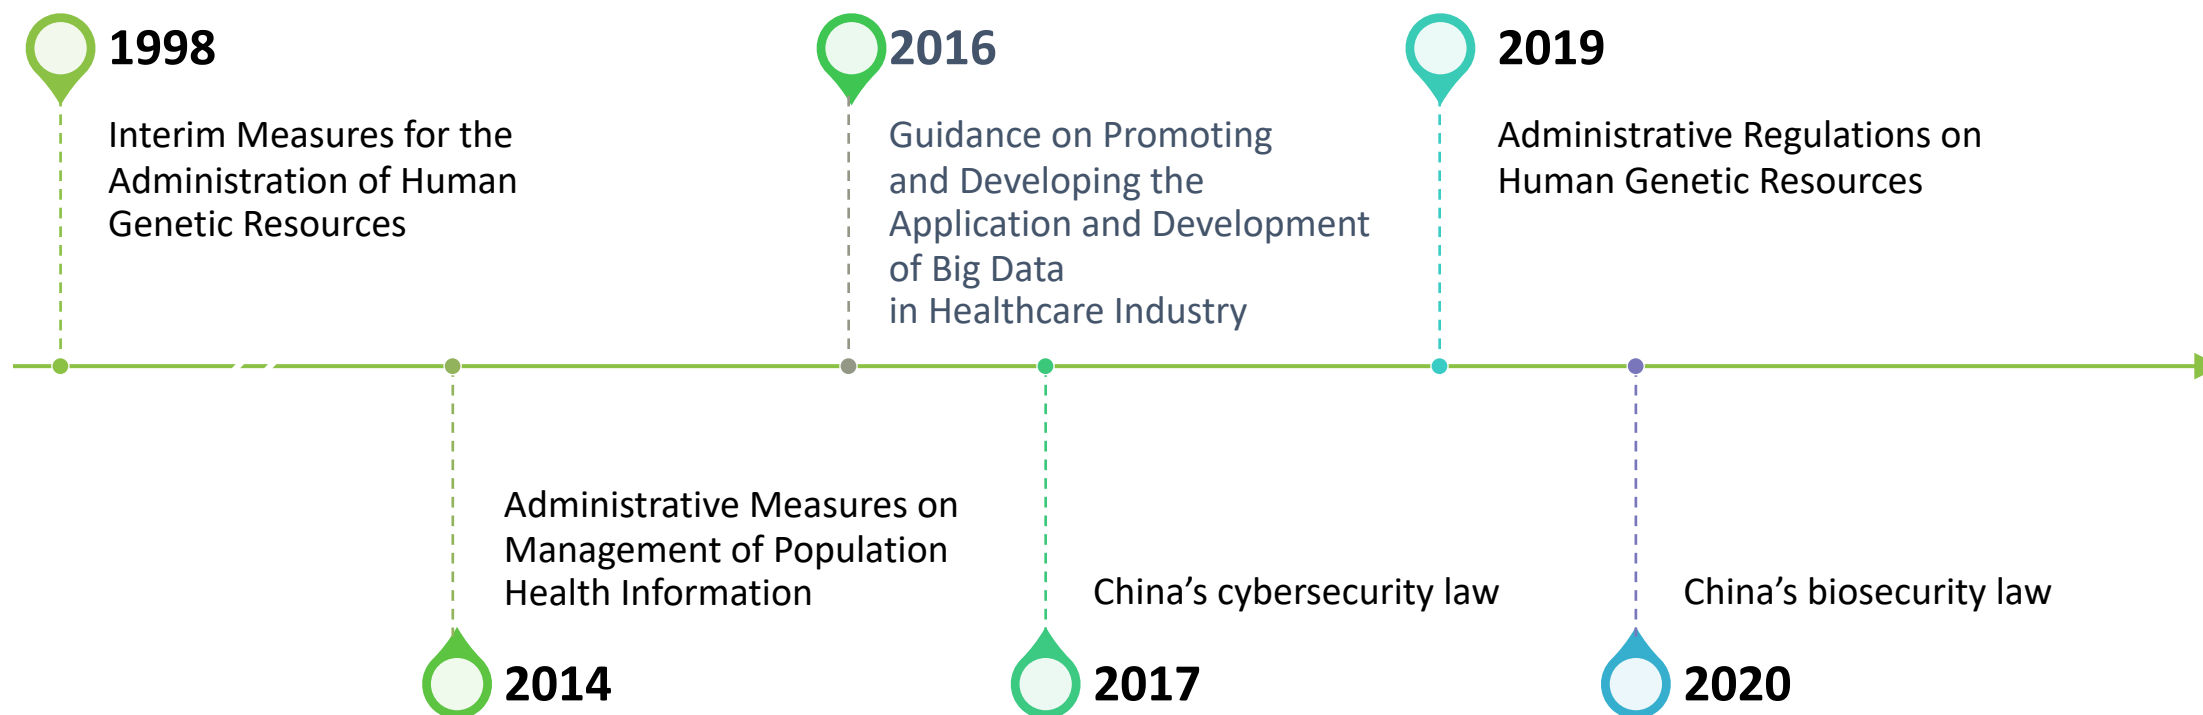 1998
Interim Measures for the
Administration of Human
Genetic Resources
2016
Guidance on Promoting
and Developing the
Application and Development
of Big Data
in Healthcare Industry
2019
Administrative Regulations on
Human Genetic Resources
Administrative Measures on
Management of Population
Health Information
2014
China’s cybersecurity law
2017
China’s biosecurity law
2020